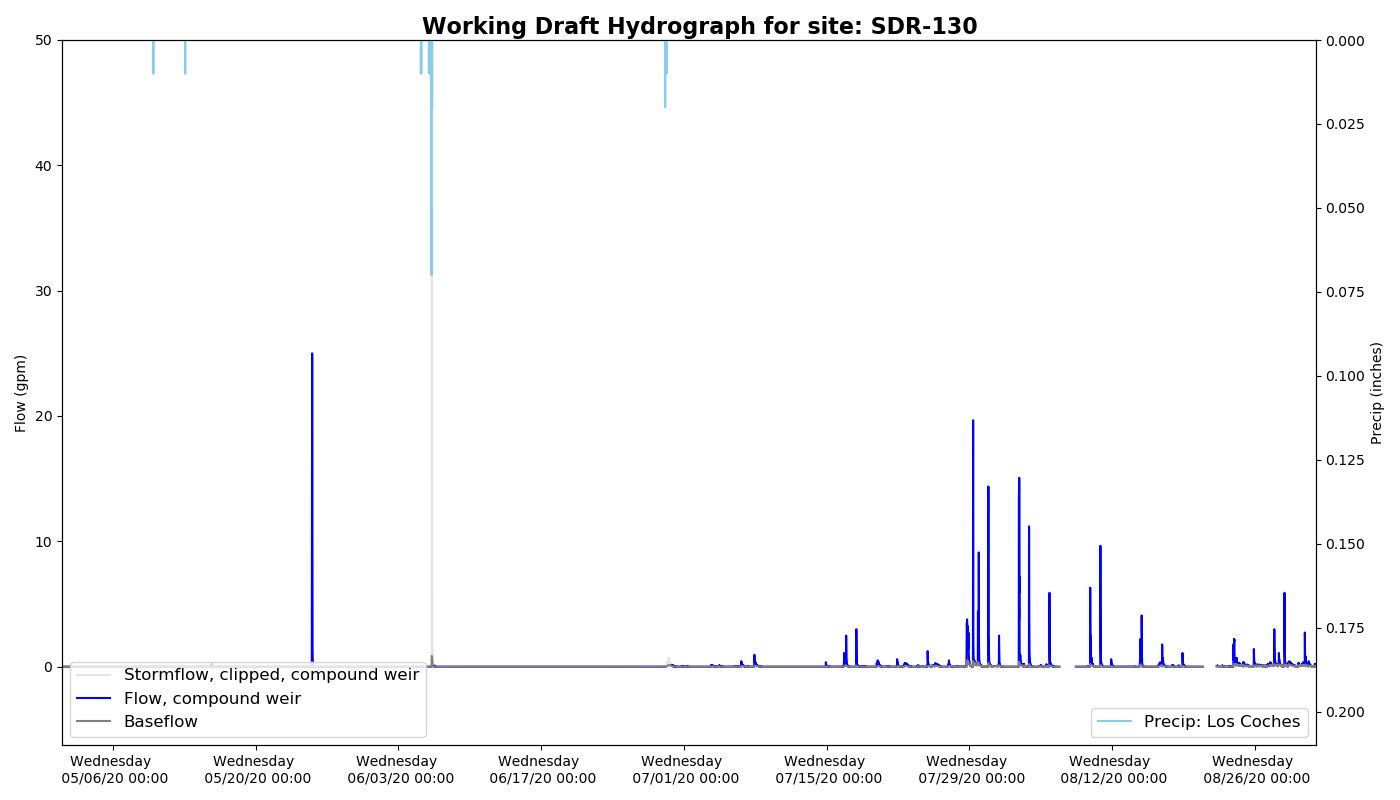 Working Draft Hydrograph for site: SDR-130
50
40
30
20
10
0
Flow (gpm)
0.000
0.025
0.050
0.075
0.100
0.125
0.150
0.175
0.200
Precip (inches)
Stormflow, clipped, compound weir
Flow, compound weir
Baseflow
Precip: Los Coches
Wednesday
05/06/20 00:00
Wednesday
05/20/20 00:00
Wednesday
06/03/20 00:00
Wednesday
06/17/20 00:00
Wednesday
07/01/20 00:00
Wednesday
07/15/20 00:00
Wednesday
07/29/20 00:00
Wednesday
08/12/20 00:00
Wednesday
08/26/20 00:00